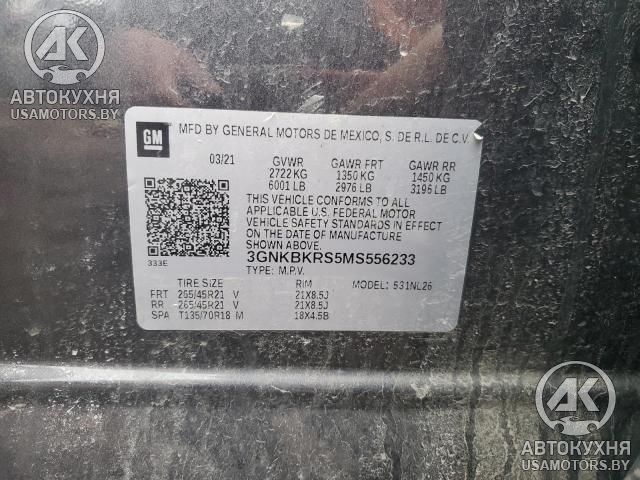 АК
АВТОКУХНЯ
USAMOTORS.BY
GM
MFD BY GENERAL MOTORS DE MEXICO, S. DE R.L. DE C.V.
03/21 GVWR GAWR FRT GAWR RR
2722 KG 1350 KG 1450 KG
6001 LB 2976 LB 3196 LB
THIS VEHICLE CONFORMS TO ALL
APPLICABLE U.S. FEDERAL MOTOR
VEHICLE SAFETY STANDARDS IN EFFECT
ON THE DATE OF MANUFACTURE
SHOWN ABOVE.
333E
3GNKBKRS5MS556233
TYPE: M.P.V.
TIRE SIZE RIM MODEL: 531NL26
FRT 265/45R21 V 21X8.5J
RR 265/45R21 V 21X8.5J
SPA T135/70R18 M 18X4.5B
АК
АВТОКУХНЯ
USAMOTORS.BY